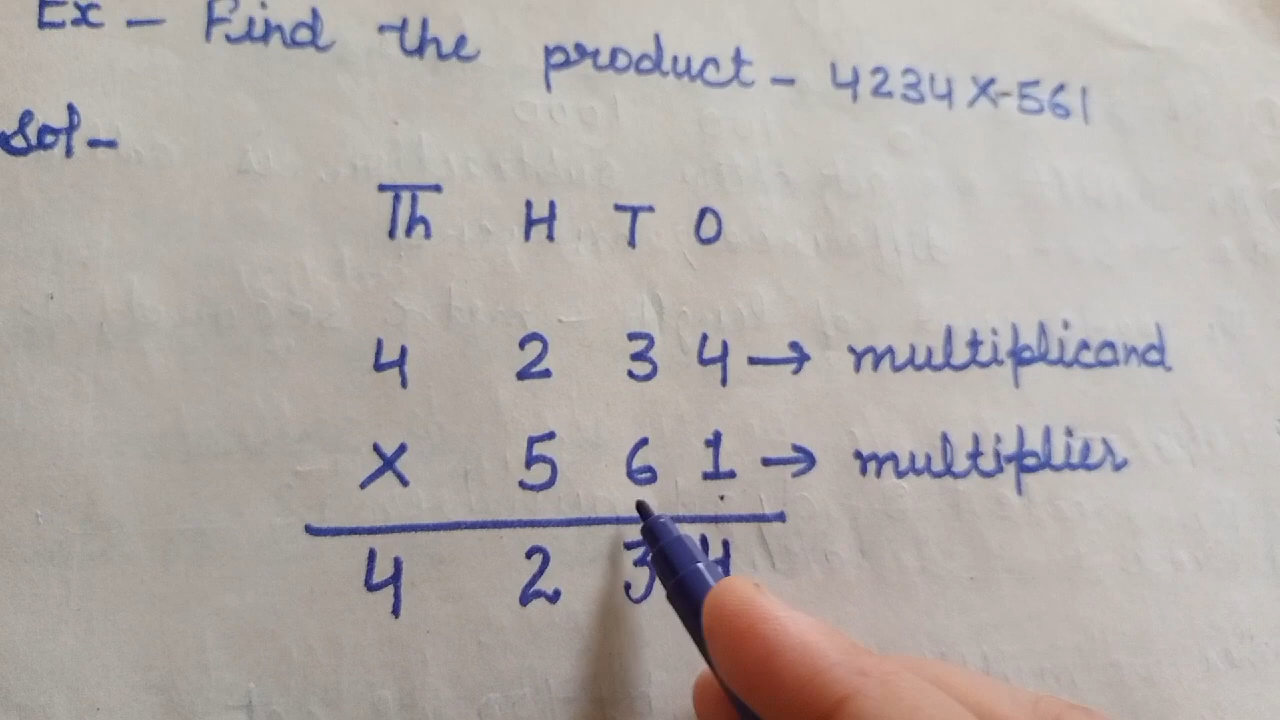 Ex - Find the product - 4234 X 561
Sol -
Th H T O
4 2 3 4 → multiplicand
X 5 6 1 → multiplier
4 2 3 4